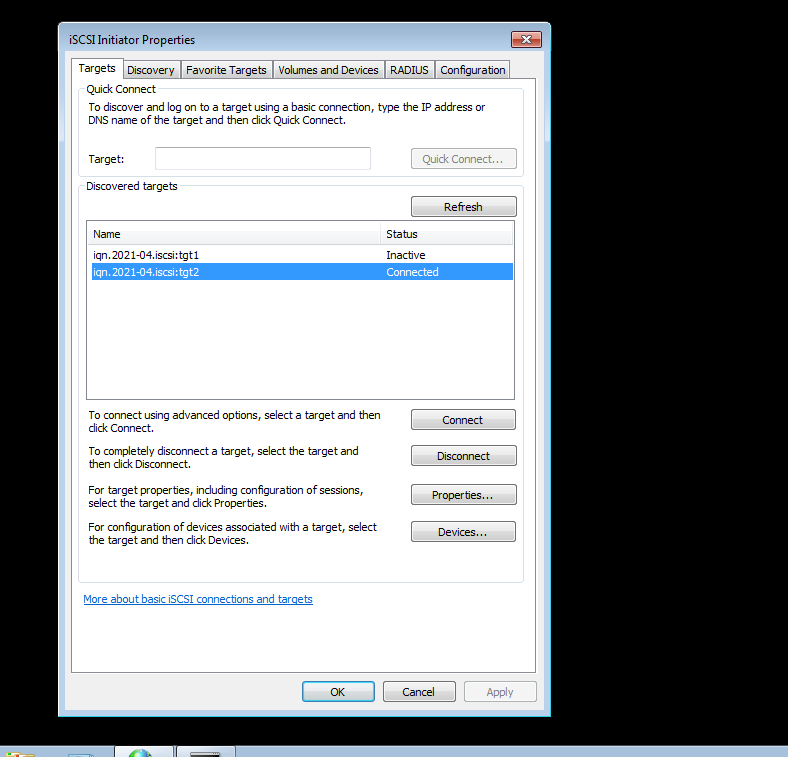 iSCSI Initiator Properties
Targets Discovery Favorite Targets Volumes and Devices RADIUS Configuration
Quick Connect
To discover and log on to a target using a basic connection, type the IP address or
DNS name of the target and then click Quick Connect.
Target: Quick Connect...
Discovered targets
Refresh
Name Status
iqn.2021-04.iscsi:tgt1 Inactive
iqn.2021-04.iscsi:tgt2 Connected
To connect using advanced options, select a target and then
click Connect.
Connect
To completely disconnect a target, select the target and
then click Disconnect.
Disconnect
For target properties, including configuration of sessions,
select the target and click Properties.
Properties...
For configuration of devices associated with a target, select
the target and then click Devices.
Devices...
More about basic iSCSI connections and targets
OK Cancel Apply